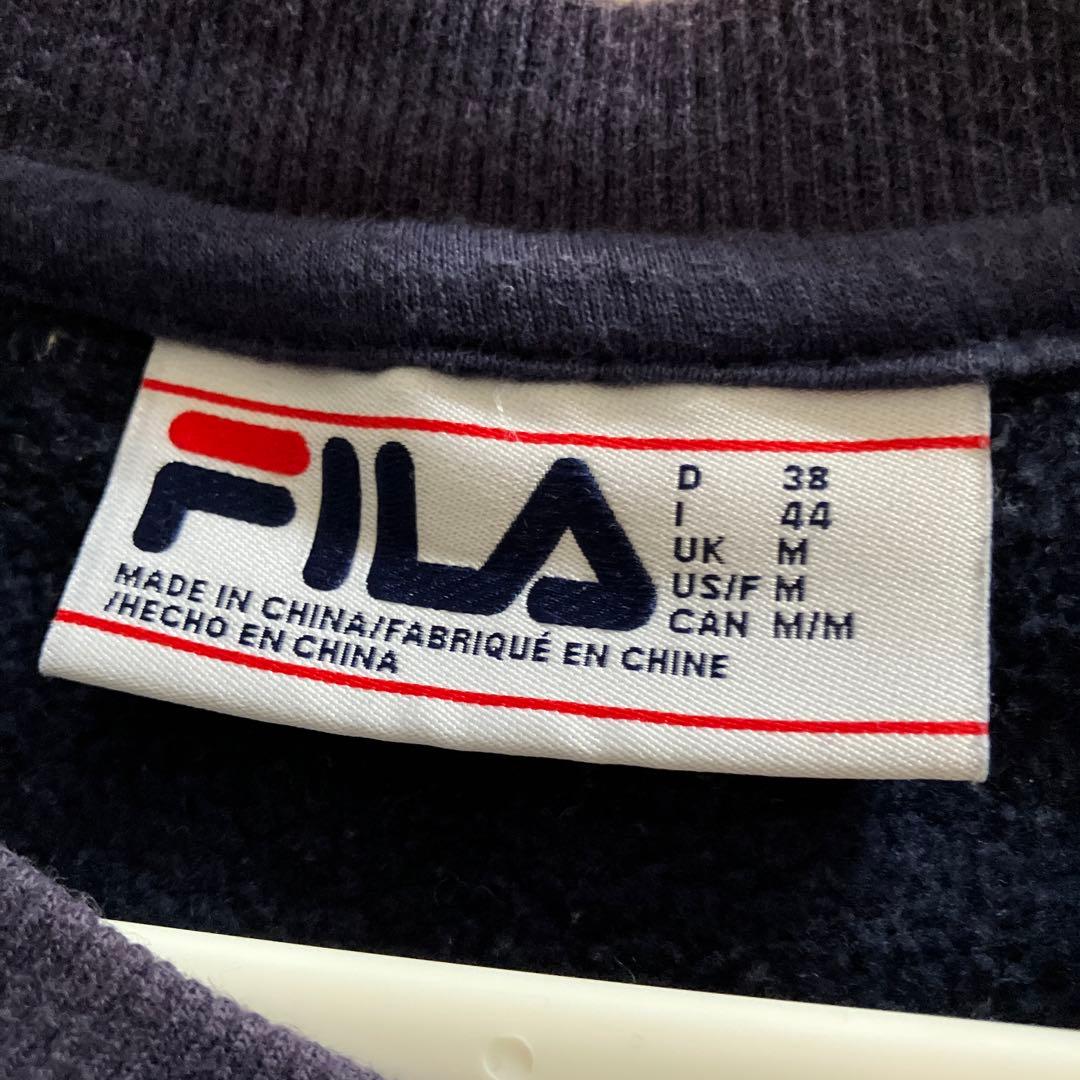 FILA
D 38
I 44
UK M
US/F M
CAN M/M
MADE IN CHINA/FABRIQUÉ EN CHINE
/HECHO EN CHINA